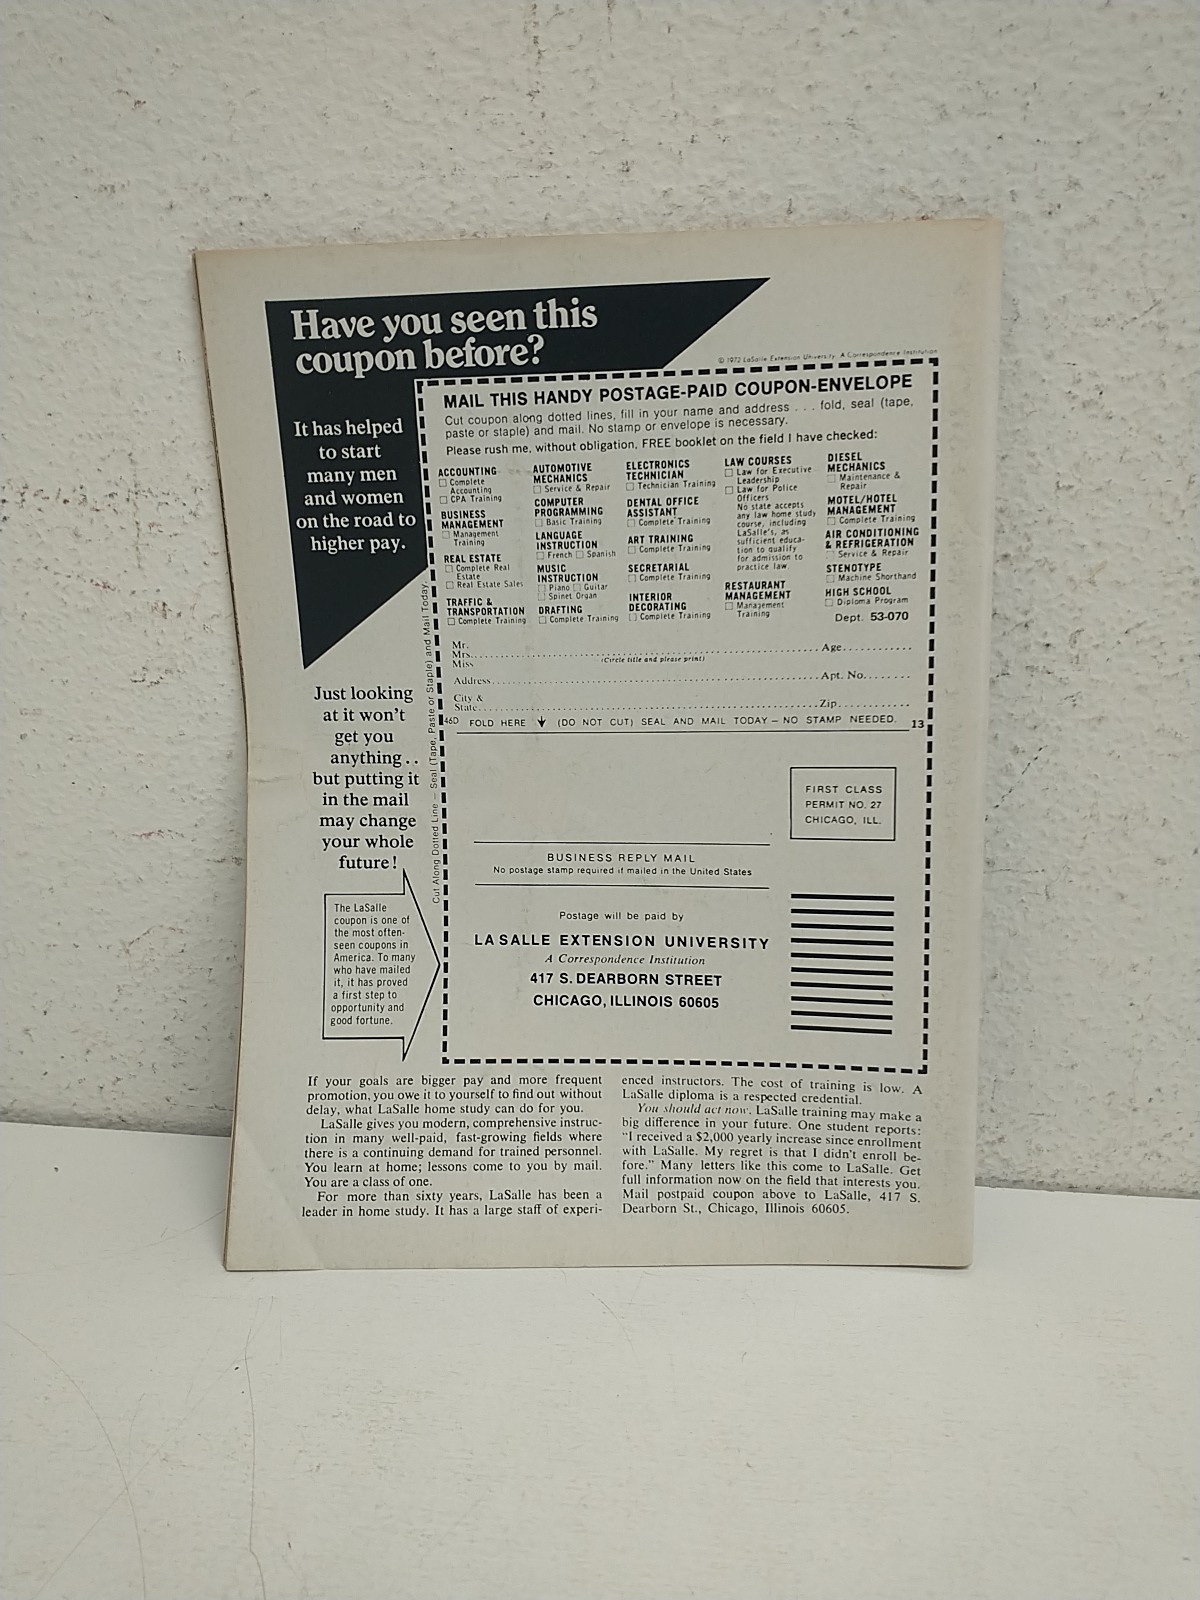 Have you seen this
coupon before?
© 1972 LaSalle Extension University. A Correspondence Institution
It has helped
to start
many men
and women
on the road to
higher pay.
Just looking
at it won't
get you
anything..
but putting it
in the mail
may change
your whole
future!
The LaSalle
coupon is one of
the most often-
seen coupons in
America. To many
who have mailed
it, it has proved
a first step to
opportunity and
good fortune.
Cut Along Dotted Line — Seal (Tape, Paste or Staple) and Mail Today.
MAIL THIS HANDY POSTAGE-PAID COUPON-ENVELOPE
Cut coupon along dotted lines, fill in your name and address . . . fold, seal (tape,
paste or staple) and mail. No stamp or envelope is necessary.
Please rush me, without obligation, FREE booklet on the field I have checked:
ACCOUNTING
□ Complete
Accounting
□ CPA Training
BUSINESS
MANAGEMENT
□ Management
Training
REAL ESTATE
□ Complete Real
Estate
□ Real Estate Sales
TRAFFIC &
TRANSPORTATION
□ Complete Training
AUTOMOTIVE
MECHANICS
□ Service & Repair
COMPUTER
PROGRAMMING
□ Basic Training
LANGUAGE
INSTRUCTION
□ French □ Spanish
MUSIC
INSTRUCTION
□ Piano □ Guitar
□ Spinet Organ
DRAFTING
□ Complete Training
ELECTRONICS
TECHNICIAN
□ Technician Training
DENTAL OFFICE
ASSISTANT
□ Complete Training
ART TRAINING
□ Complete Training
SECRETARIAL
□ Complete Training
INTERIOR
DECORATING
□ Complete Training
LAW COURSES
□ Law for Executive
Leadership
□ Law for Police
Officers
No state accepts
any law home study
course, including
LaSalle's, as
sufficient educa-
tion to qualify
for admission to
practice law.
RESTAURANT
MANAGEMENT
□ Management
Training
DIESEL
MECHANICS
□ Maintenance &
Repair
MOTEL/HOTEL
MANAGEMENT
□ Complete Training
AIR CONDITIONING
& REFRIGERATION
□ Service & Repair
STENOTYPE
□ Machine Shorthand
HIGH SCHOOL
□ Diploma Program
Dept. 53-070
Mr.
Mrs. Age
Miss (Circle title and please print)
Address Apt. No.
City &
State Zip
46D FOLD HERE ↓ (DO NOT CUT) SEAL AND MAIL TODAY — NO STAMP NEEDED. 13
FIRST CLASS
PERMIT NO. 27
CHICAGO, ILL.
BUSINESS REPLY MAIL
No postage stamp required if mailed in the United States
Postage will be paid by
LA SALLE EXTENSION UNIVERSITY
A Correspondence Institution
417 S. DEARBORN STREET
CHICAGO, ILLINOIS 60605
If your goals are bigger pay and more frequent
promotion, you owe it to yourself to find out without
delay, what LaSalle home study can do for you.
LaSalle gives you modern, comprehensive instruc-
tion in many well-paid, fast-growing fields where
there is a continuing demand for trained personnel.
You learn at home; lessons come to you by mail.
You are a class of one.
For more than sixty years, LaSalle has been a
leader in home study. It has a large staff of experi-
enced instructors. The cost of training is low. A
LaSalle diploma is a respected credential.
You should act now. LaSalle training may make a
big difference in your future. One student reports:
"I received a $2,000 yearly increase since enrollment
with LaSalle. My regret is that I didn't enroll be-
fore." Many letters like this come to LaSalle. Get
full information now on the field that interests you.
Mail postpaid coupon above to LaSalle, 417 S.
Dearborn St., Chicago, Illinois 60605.